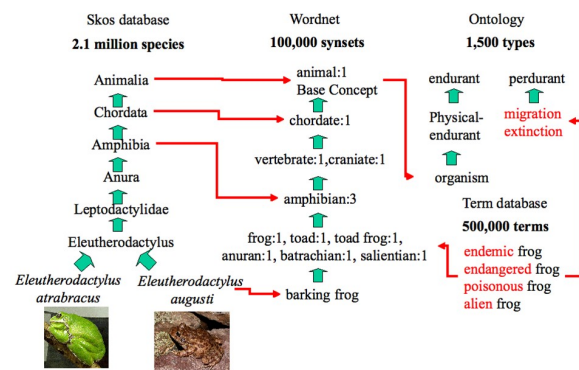 Skos database
2.1 million species
Animalia
Chordata
Amphibia
Anura
Leptodactylidae
Eleutherodactylus
Eleutherodactylus
atrabracus
Eleutherodactylus
augusti
Wordnet
100,000 synsets
animal:1
Base Concept
chordate:1
vertebrate:1,craniate:1
amphibian:3
frog:1, toad:1, toad frog:1,
anuran:1, batrachian:1, salientian:1
barking frog
Ontology
1,500 types
endurant
perdurant
Physical-
endurant
migration
extinction
organism
Term database
500,000 terms
endemic frog
endangered frog
poisonous frog
alien frog